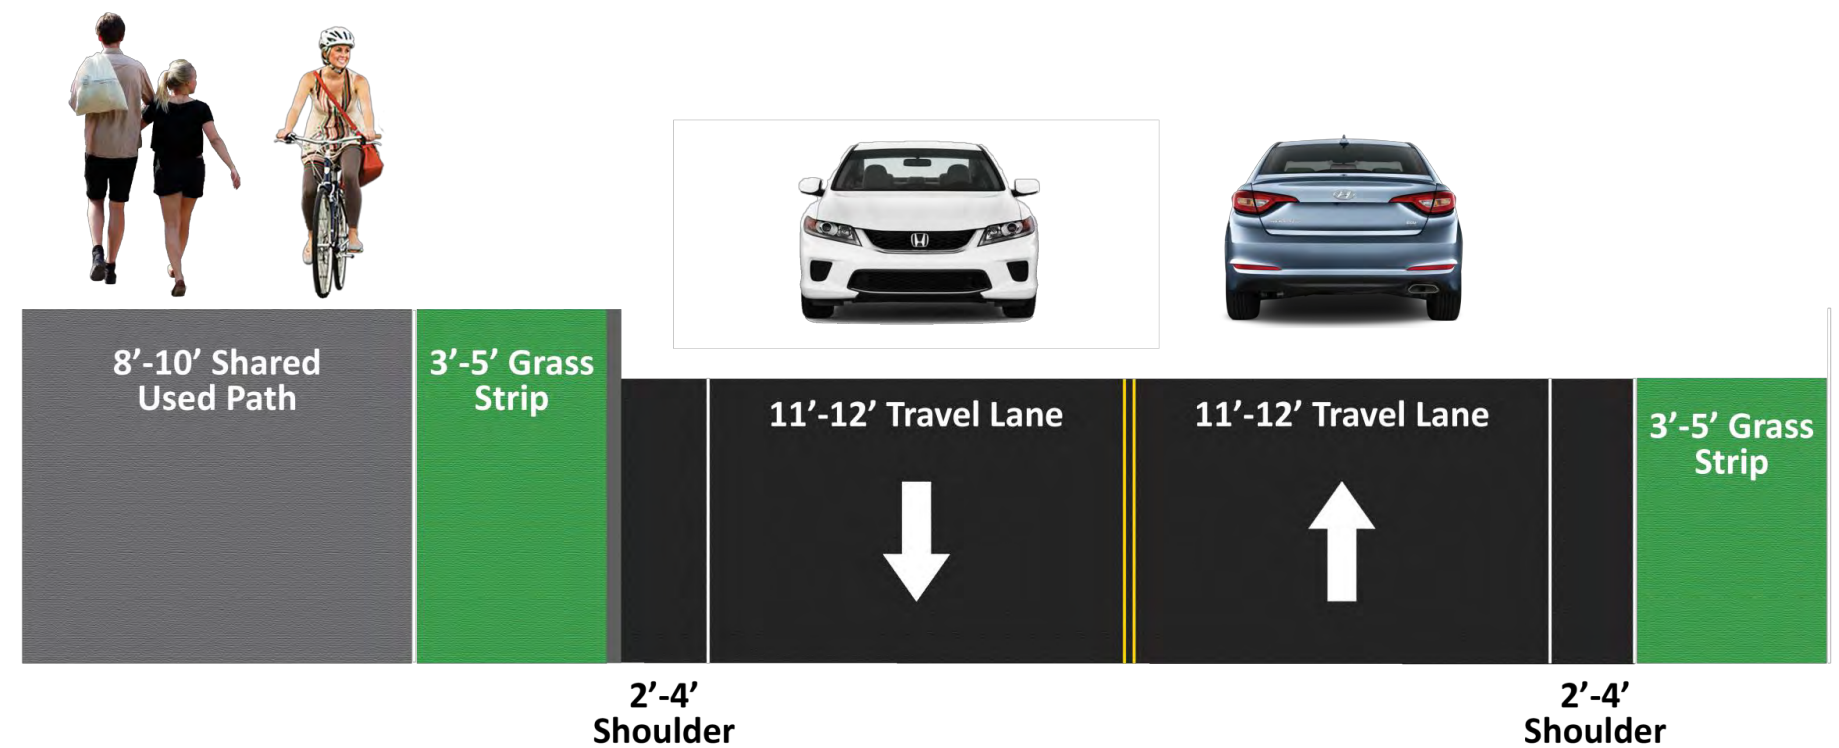 8’-10’ Shared
Used Path
3’-5’ Grass
Strip
11’-12’ Travel Lane
11’-12’ Travel Lane
3’-5’ Grass
Strip
2’-4’
Shoulder
2’-4’
Shoulder